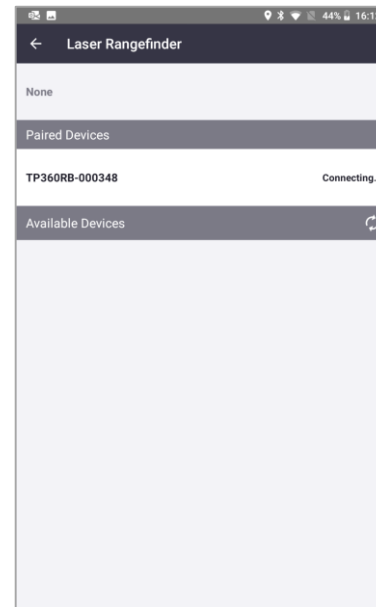 44% 16:1
Laser Rangefinder
None
Paired Devices
TP360RB-000348 Connecting.
Available Devices